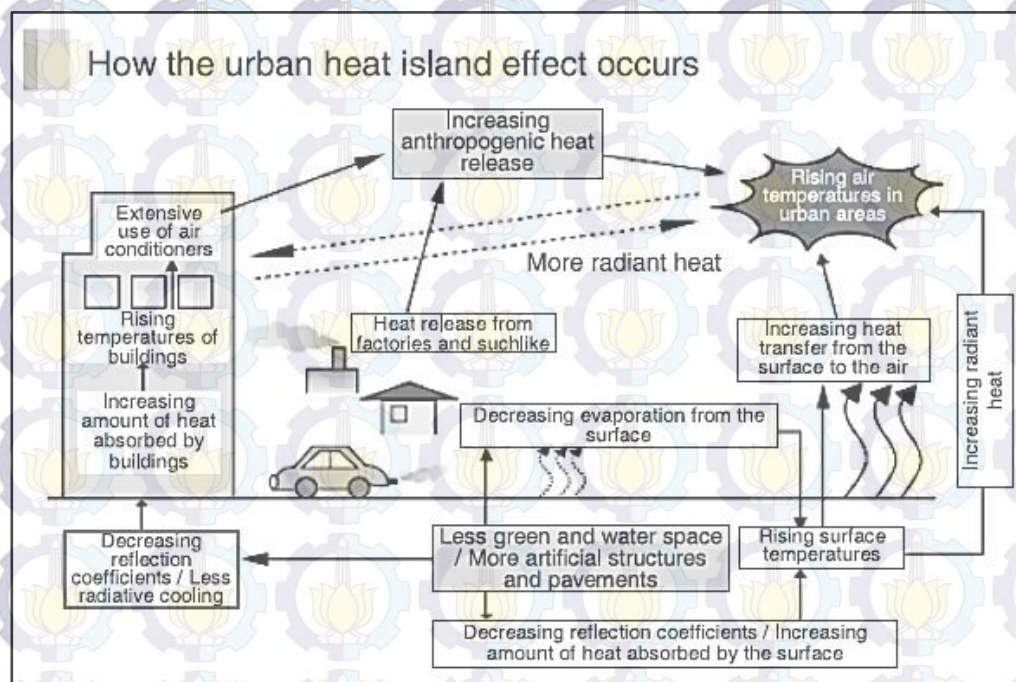 How the urban heat island effect occurs
Increasing
anthropogenic heat
release
Rising air
temperatures in
urban areas
Extensive
use of air
conditioners
More radiant heat
Rising
temperatures of
buildings
Heat release from
factories and suchlike
Increasing heat
transfer from the
surface to the air
Increasing radiant
heat
Increasing
amount of heat
absorbed by
buildings
Decreasing evaporation from the
surface
Decreasing
reflection
coefficients / Less
radiative cooling
Less green and water space
/ More artificial structures
and pavements
Rising surface
temperatures
Decreasing reflection coefficients / Increasing
amount of heat absorbed by the surface